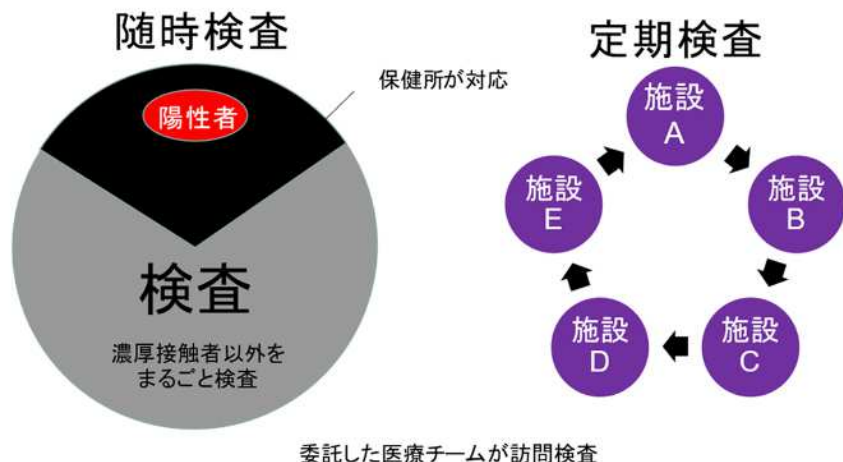 随時検査
保健所が対応
陽性者
検査
濃厚接触者以外を
まるごと検査
定期検査
施設
A
施設
B
施設
C
施設
D
施設
E
委託した医療チームが訪問検査